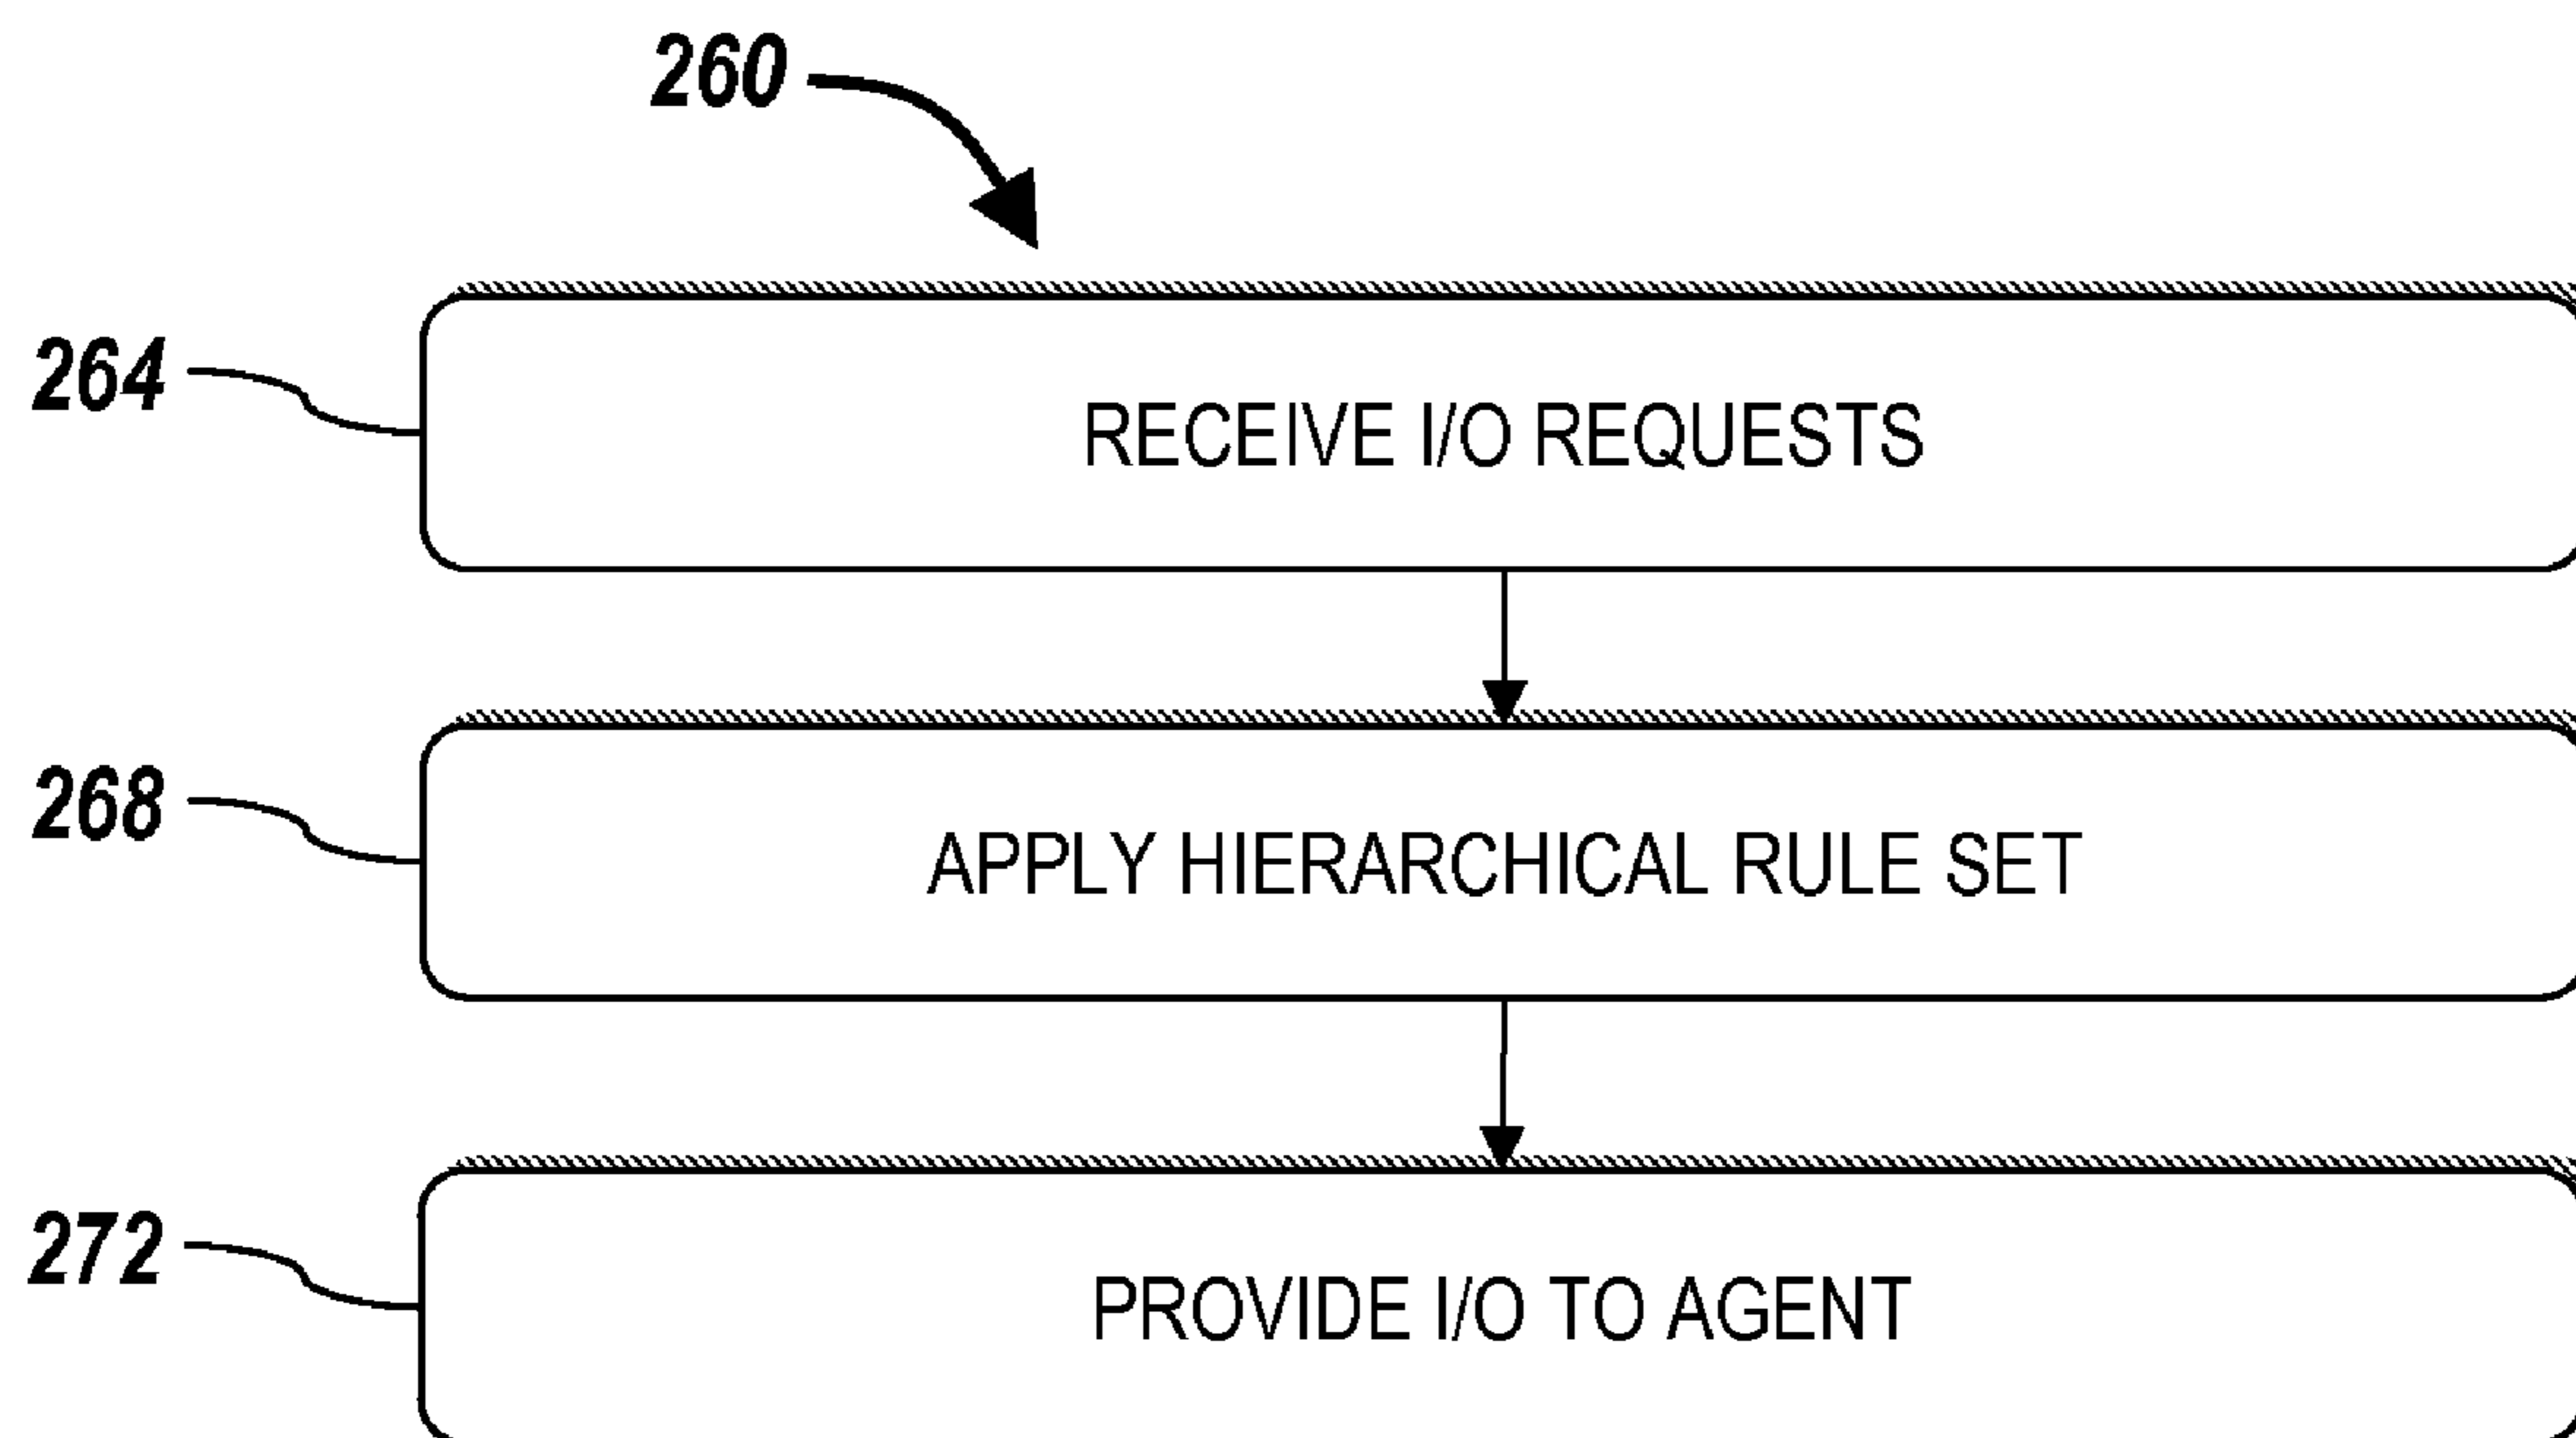 260
264
RECEIVE I/O REQUESTS
268
APPLY HIERARCHICAL RULE SET
272
PROVIDE I/O TO AGENT